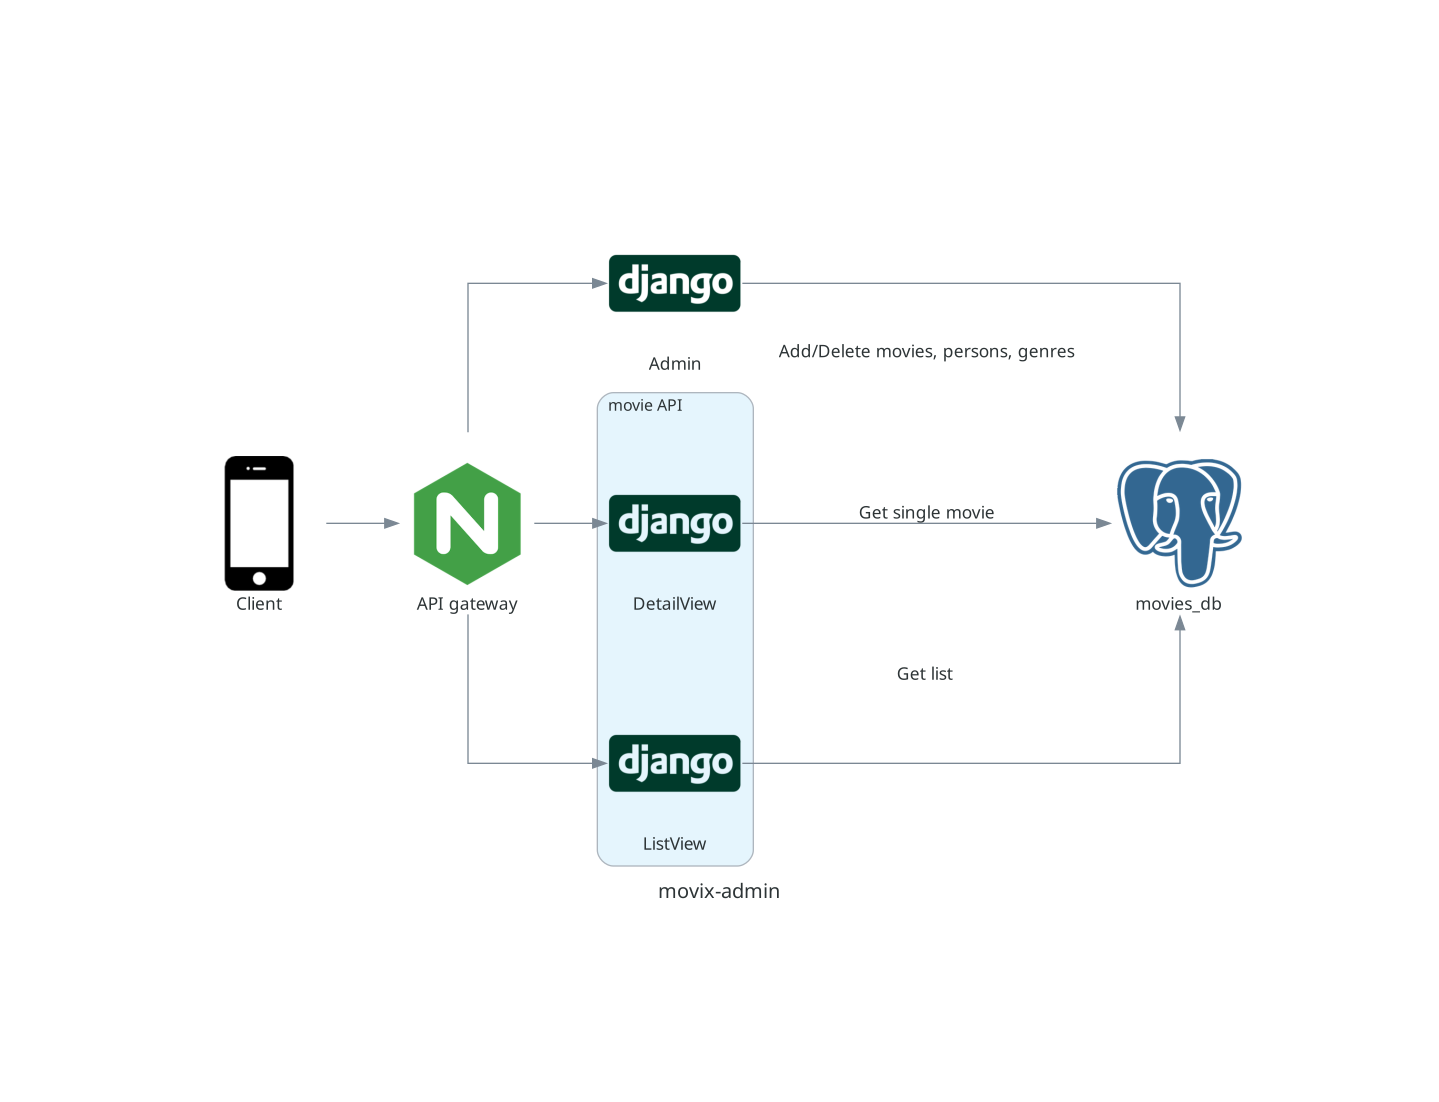 django
Admin
Add/Delete movies, persons, genres
movie API
django
Get single movie
Client
API gateway
DetailView
movies_db
Get list
django
ListView
movix-admin